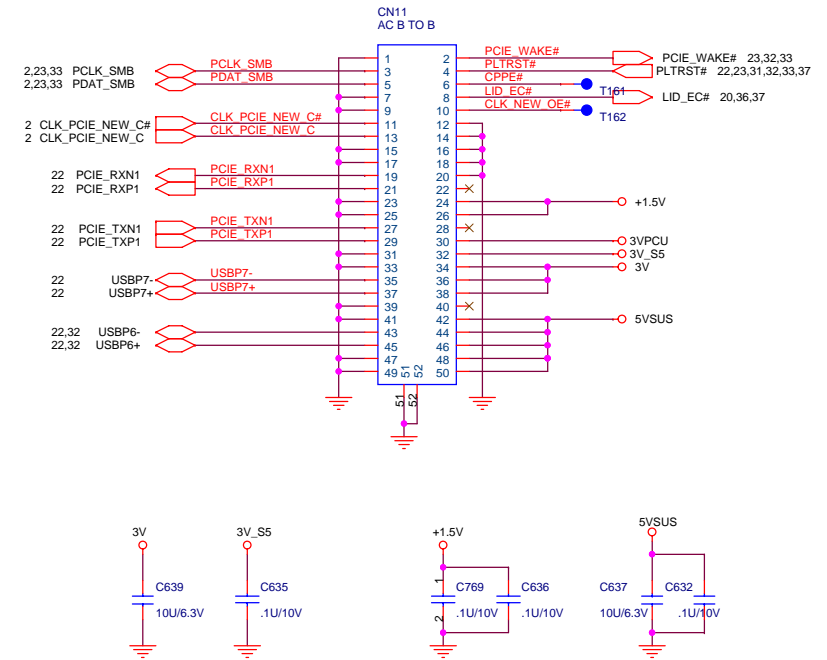 CN11
AC B TO B
2,23,33 PCLK_SMB PCLK_SMB 1 2 PCIE_WAKE# PCIE_WAKE# 23,32,33
2,23,33 PDAT_SMB PDAT_SMB 3 4 PLTRST# PLTRST# 22,23,31,32,33,37
5 6 CPPE# T161
7 8 LID_EC# LID_EC# 20,36,37
9 10 CLK_NEW_OE# T162
2 CLK_PCIE_NEW_C# CLK_PCIE_NEW_C# 11 12
2 CLK_PCIE_NEW_C CLK_PCIE_NEW_C 13 14
15 16
17 18
22 PCIE_RXN1 PCIE_RXN1 19 20
22 PCIE_RXP1 PCIE_RXP1 21 22
23 24 +1.5V
25 26
22 PCIE_TXN1 PCIE_TXN1 27 28
22 PCIE_TXP1 PCIE_TXP1 29 30 3VPCU
31 32 3V_S5
33 34 3V
22 USBP7- USBP7- 35 36
22 USBP7+ USBP7+ 37 38
39 40
41 42 5VSUS
22,32 USBP6- 43 44
22,32 USBP6+ 45 46
47 48
49 51 52 50
51 52
3V 3V_S5 +1.5V 5VSUS
C639 C635 1 C769 C636 C637 C632
10U/6.3V .1U/10V 2 .1U/10V .1U/10V 10U/6.3V .1U/10V